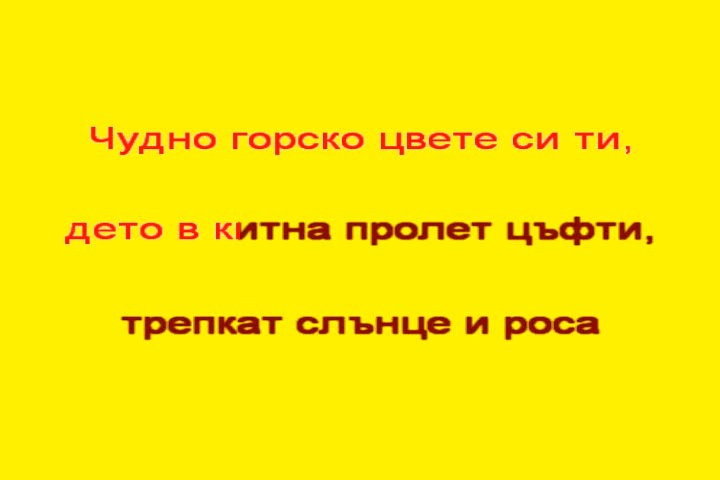 Чудно горско цвете си ти,
дето в китна пролет цъфти,
трепкат слънце и роса